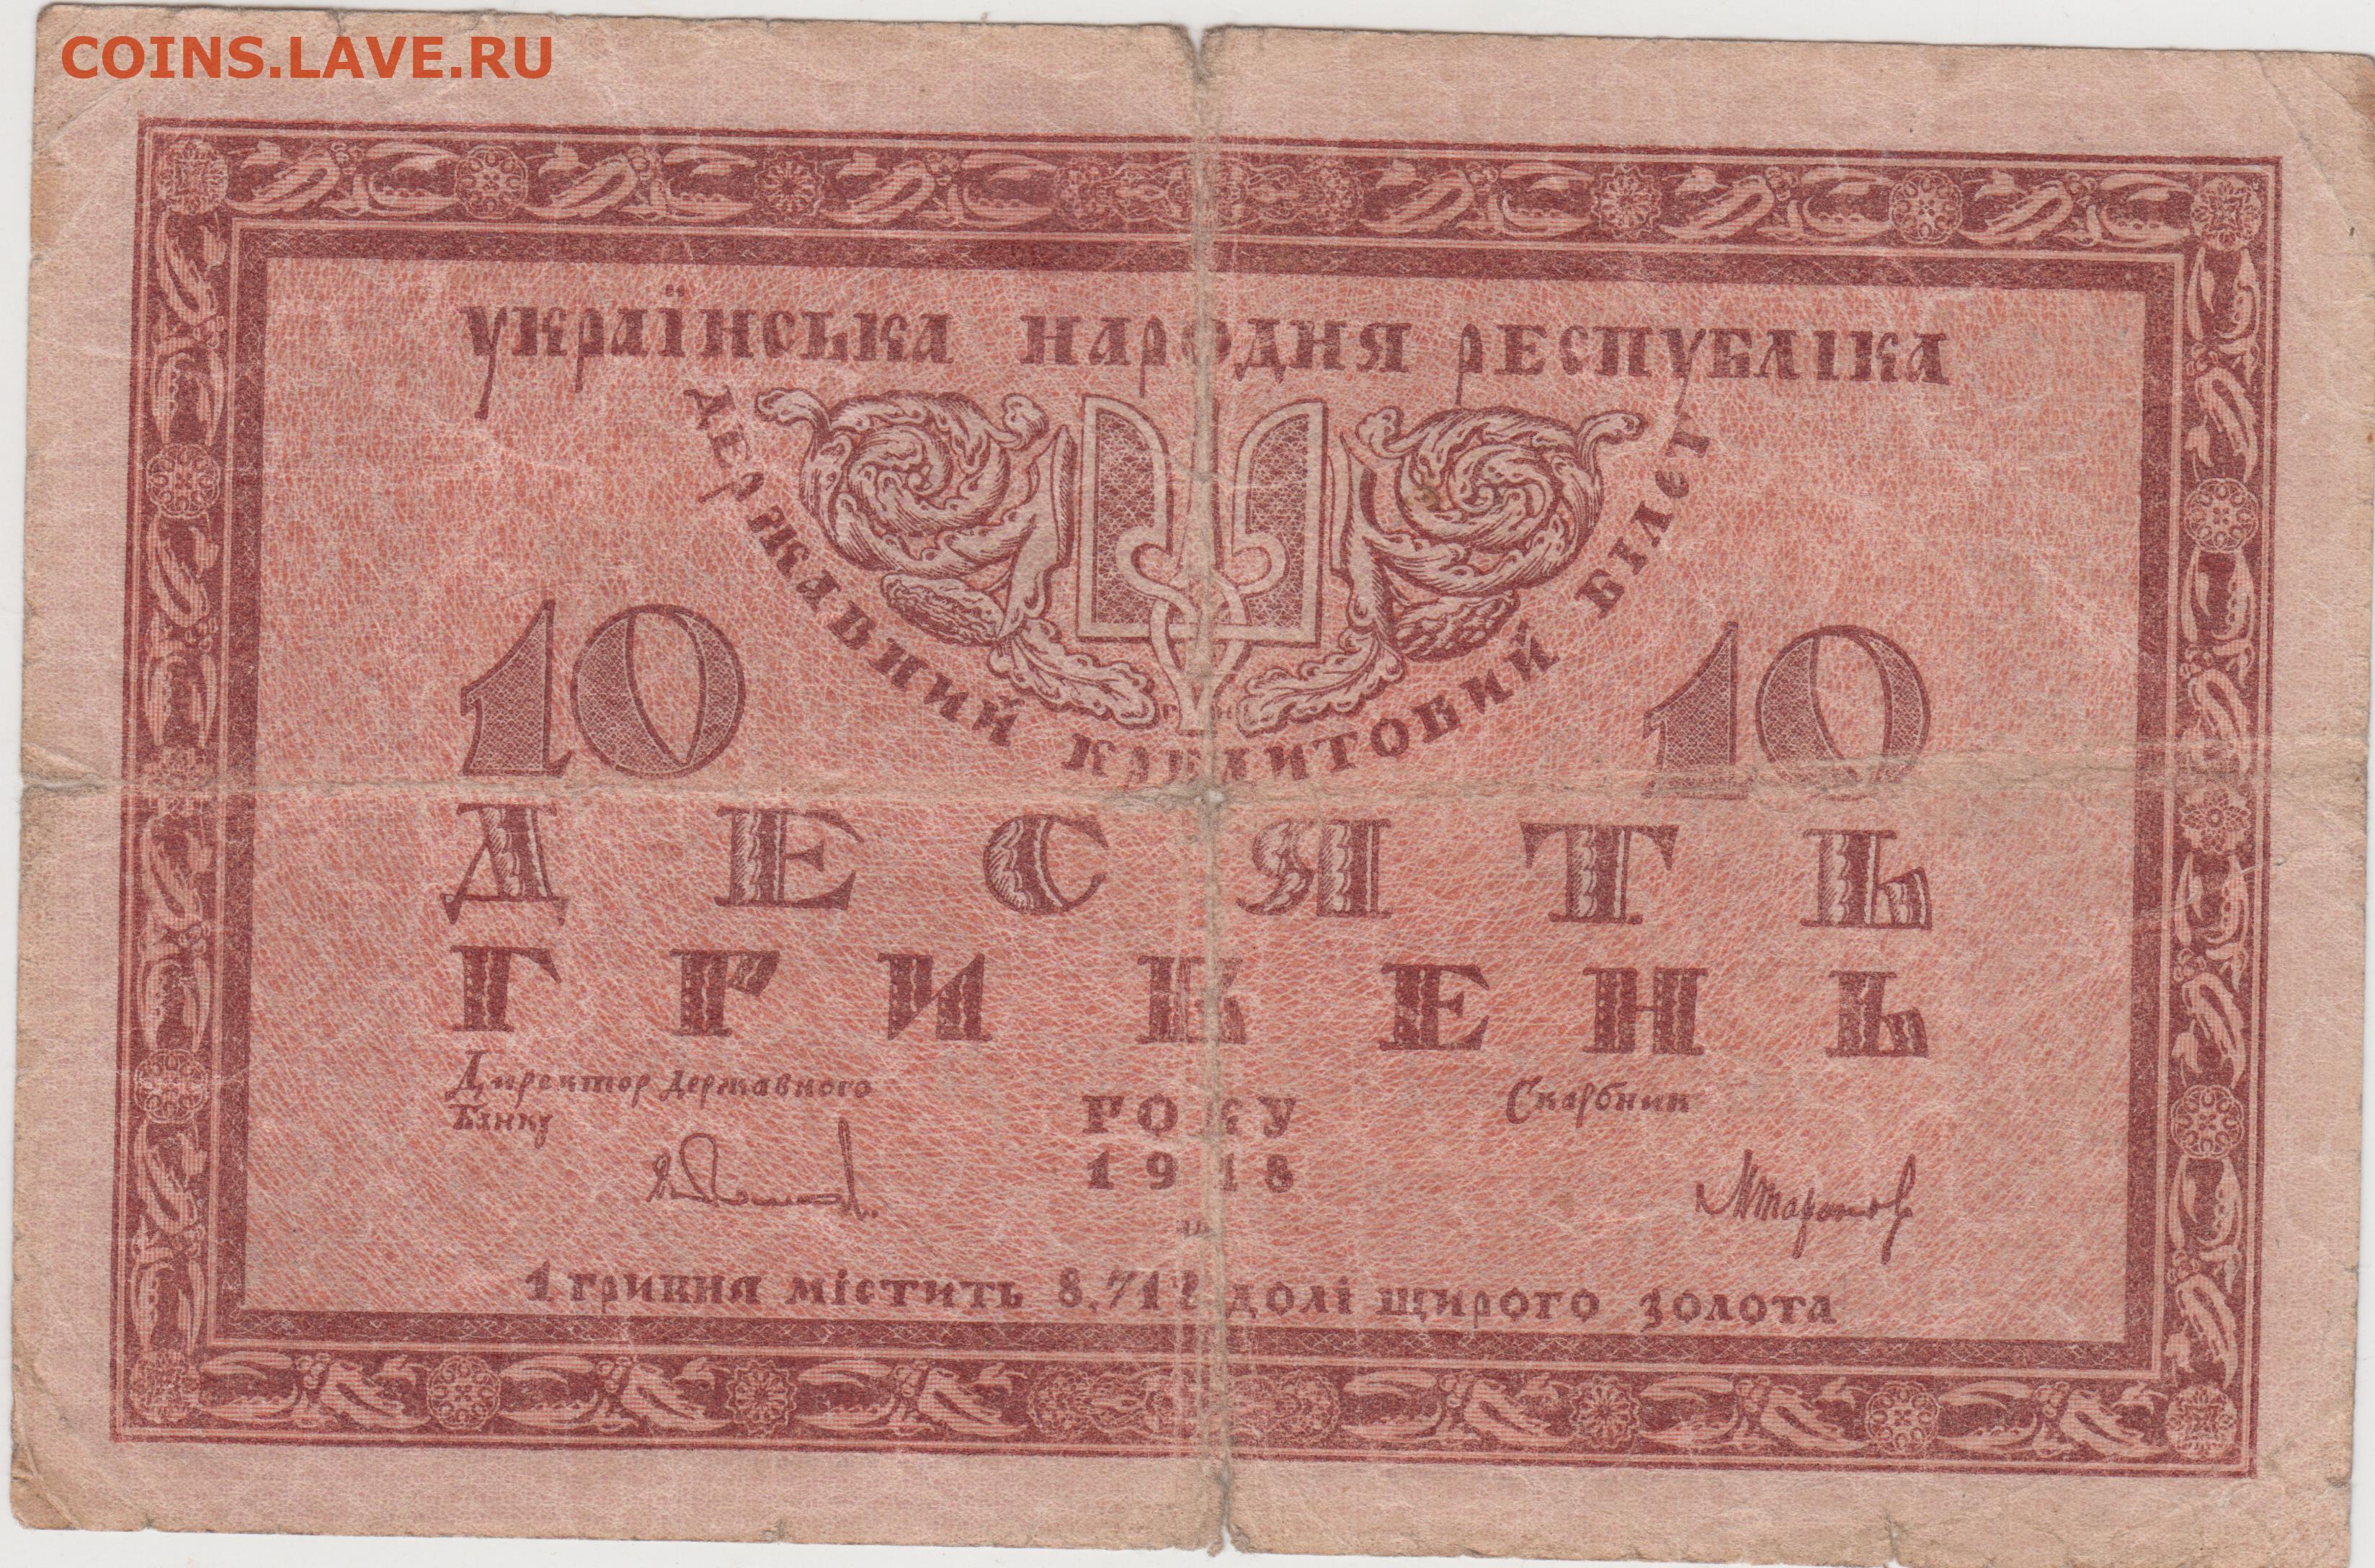 COINS.LAVE.RU
УКРАЇНСЬКА НАРОДНЯ РЕСПУБЛІКА
ДЕРЖАВНИЙ КРЕДИТОВИЙ БІЛЕТ
10 10
ДЕСЯТЬ
ГРИВЕНЬ
Директор Державного Скарбник
Банку
РОКУ
1918
1 гривня містить 8,712 долі щирого золота